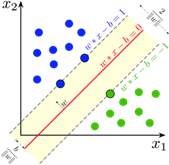 x₂
w * x − b = 1
w * x − b = 0
w * x − b = −1
2
‖w‖
w
b
‖w‖
x₁